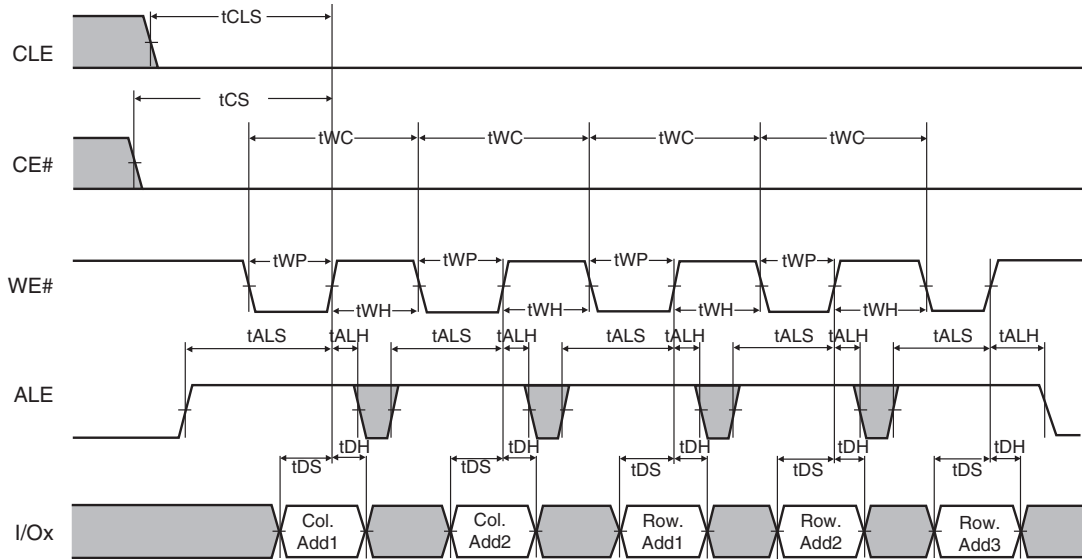 tCLS
CLE
tCS
tWC tWC tWC tWC
CE#
tWP tWP tWP tWP
WE#
tWH tWH tWH tWH
tALS tALH tALS tALH tALS tALH tALS tALH tALS tALH
ALE
tDH tDH tDH tDH tDH
tDS tDS tDS tDS tDS
I/Ox
Col. Add1
Col. Add2
Row. Add1
Row. Add2
Row. Add3